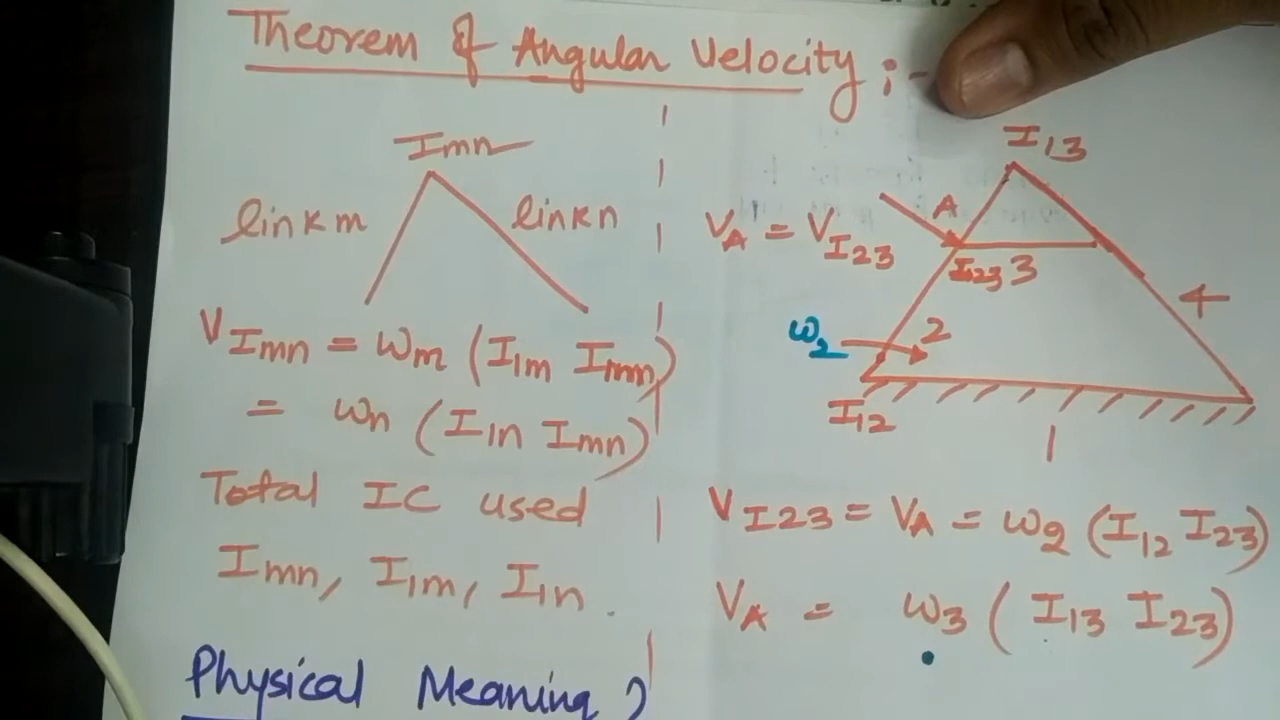 Theorem of Angular Velocity :-
Imn
link m
link n
VImn = ωm (I1m Imn)
= ωn (I1n Imn)
Total IC used
Imn, I1m, I1n.
Physical Meaning ?
I13
A
VA = VI23
I23 3
4
ω2
2
I12
1
VI23 = VA = ω2 (I12 I23)
VA = ω3 (I13 I23)